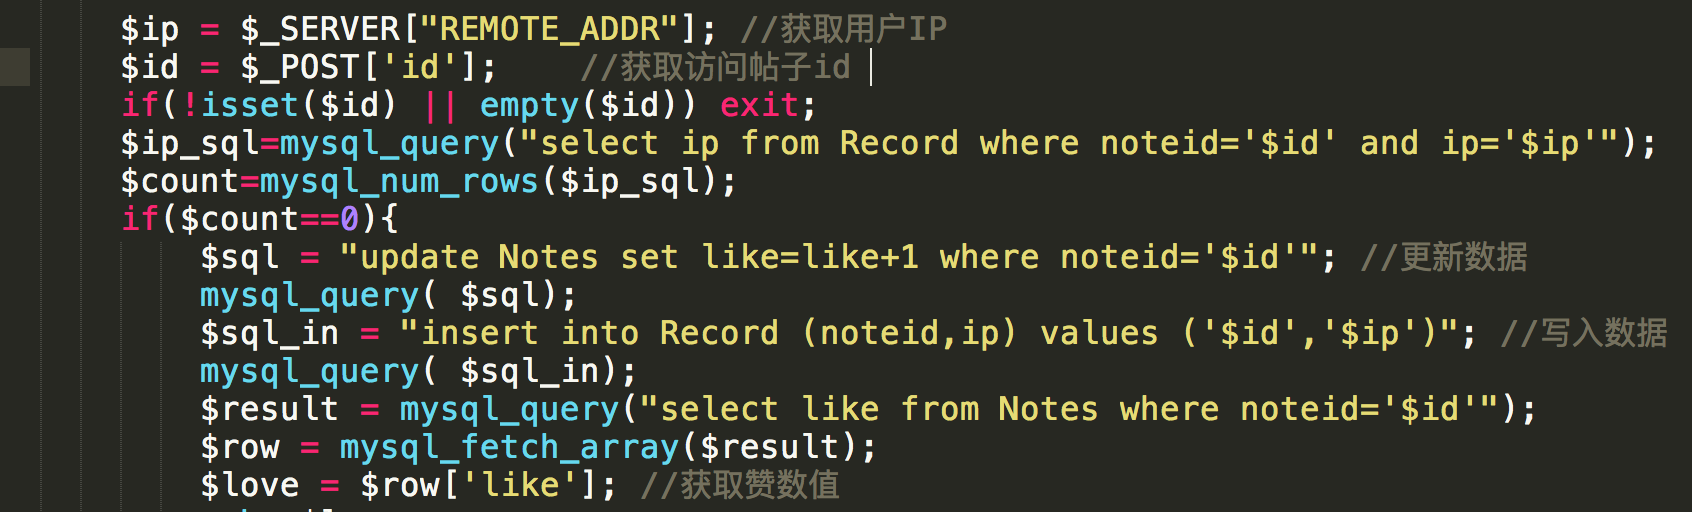 $ip = $_SERVER["REMOTE_ADDR"]; //获取用户IP
$id = $_POST['id'];    //获取访问帖子id
if(!isset($id) || empty($id)) exit;
$ip_sql=mysql_query("select ip from Record where noteid='$id' and ip='$ip'");
$count=mysql_num_rows($ip_sql);
if($count==0){
    $sql = "update Notes set like=like+1 where noteid='$id'"; //更新数据
    mysql_query( $sql);
    $sql_in = "insert into Record (noteid,ip) values ('$id','$ip')"; //写入数据
    mysql_query( $sql_in);
    $result = mysql_query("select like from Notes where noteid='$id'");
    $row = mysql_fetch_array($result);
    $love = $row['like']; //获取赞数值